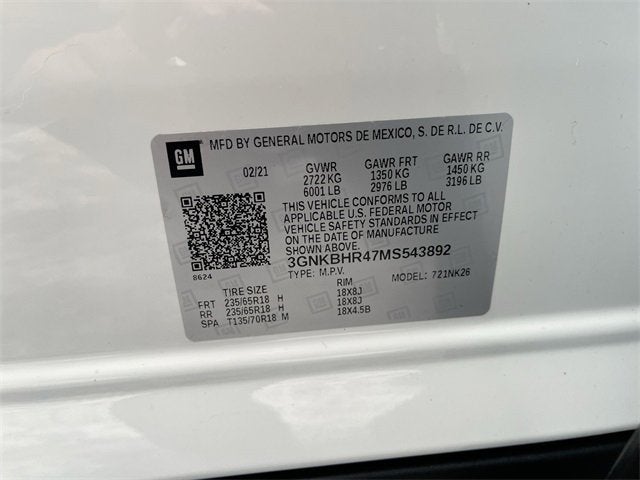 GM
MFD BY GENERAL MOTORS DE MEXICO, S. DE R.L. DE C.V.
02/21 GVWR GAWR FRT GAWR RR
2722 KG 1350 KG 1450 KG
6001 LB 2976 LB 3196 LB
THIS VEHICLE CONFORMS TO ALL
APPLICABLE U.S. FEDERAL MOTOR
VEHICLE SAFETY STANDARDS IN EFFECT
ON THE DATE OF MANUFACTURE
SHOWN ABOVE.
3GNKBHR47MS543892
8624
TYPE: M.P.V. MODEL: 721NK26
TIRE SIZE RIM
FRT 235/65R18 H 18X8J
RR 235/65R18 H 18X8J
SPA T135/70R18 M 18X4.5B